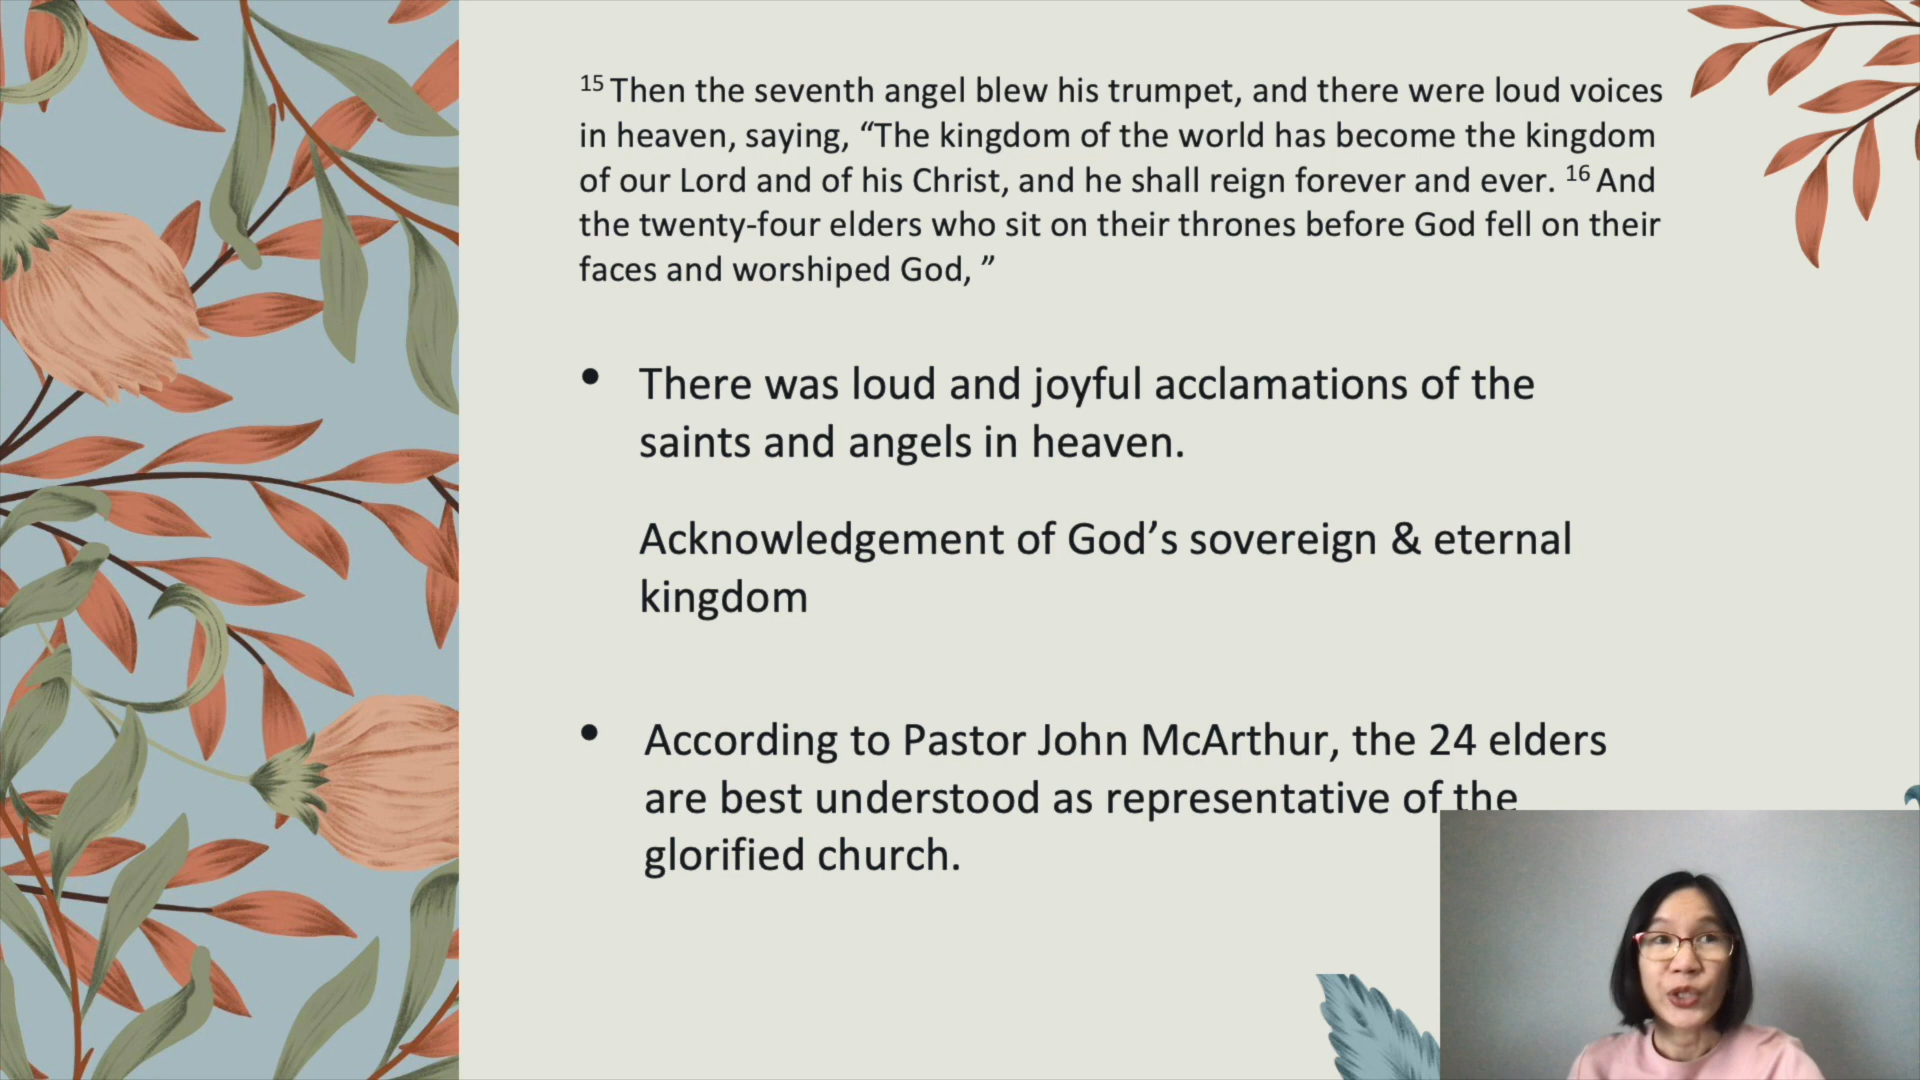 15 Then the seventh angel blew his trumpet, and there were loud voices
in heaven, saying, “The kingdom of the world has become the kingdom
of our Lord and of his Christ, and he shall reign forever and ever. 16 And
the twenty-four elders who sit on their thrones before God fell on their
faces and worshiped God, ”
• There was loud and joyful acclamations of the
saints and angels in heaven.
Acknowledgement of God’s sovereign & eternal
kingdom
• According to Pastor John McArthur, the 24 elders
are best understood as representative of the
glorified church.